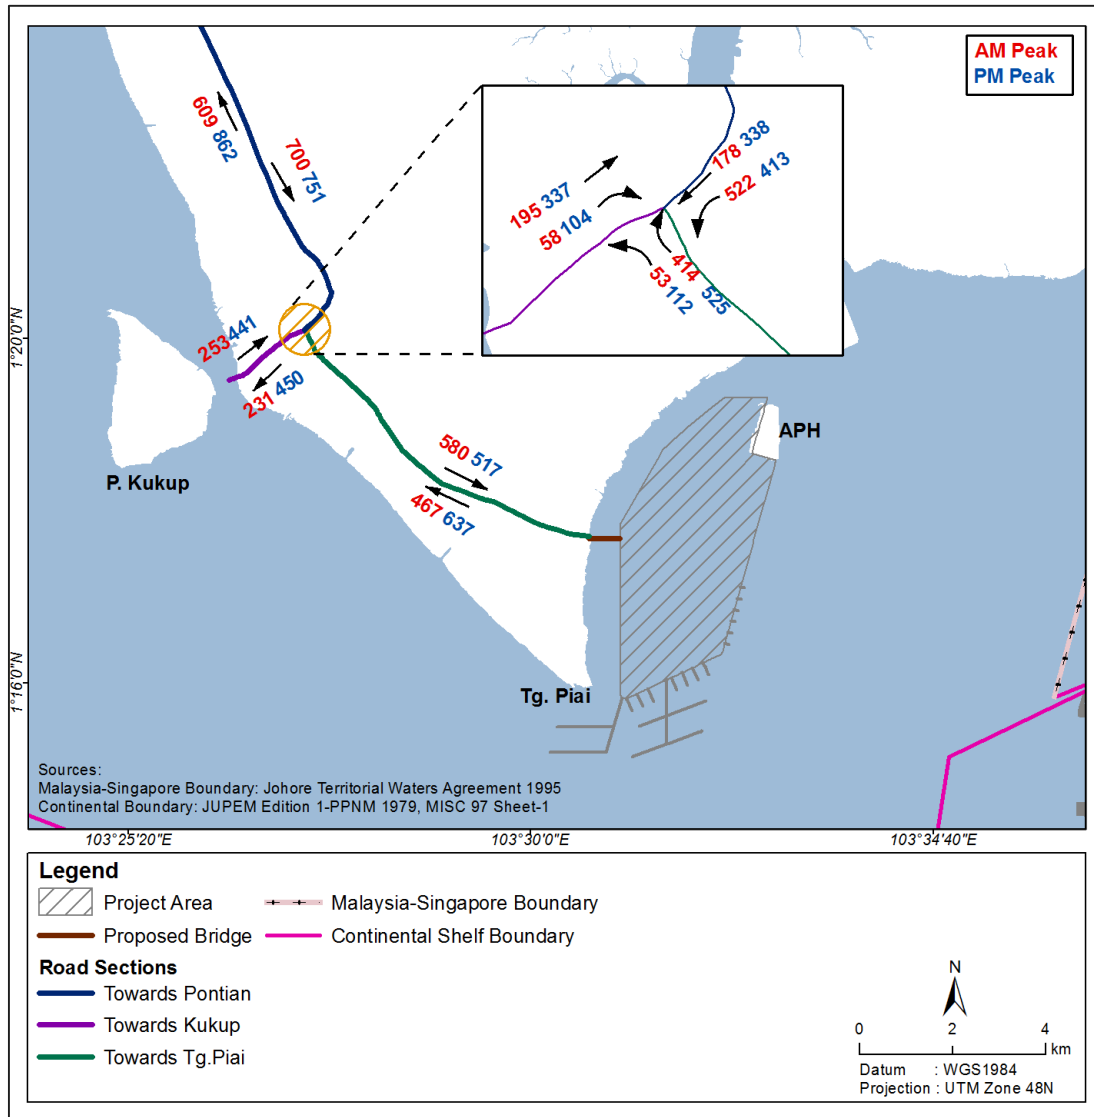 AM Peak
PM Peak
609 862
700 751
178 338
522 413
195 337
58 104
414 525
53 112
253 441
231 450
580 517
467 637
APH
P. Kukup
Tg. Piai
1°20'0"N
1°16'0"N
Sources:
Malaysia-Singapore Boundary: Johore Territorial Waters Agreement 1995
Continental Boundary: JUPEM Edition 1-PPNM 1979, MISC 97 Sheet-1
103°25'20"E
103°30'0"E
103°34'40"E
Legend
Project Area
Malaysia-Singapore Boundary
Proposed Bridge
Continental Shelf Boundary
Road Sections
Towards Pontian
Towards Kukup
Towards Tg.Piai
N
0 2 4
km
Datum : WGS1984
Projection : UTM Zone 48N